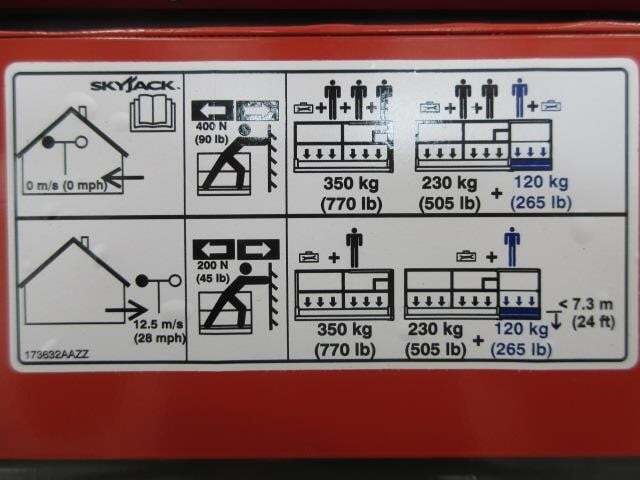 SKYJACK
0 m/s (0 mph)
400 N
(90 lb)
+ + +
350 kg
(770 lb)
+ +
230 kg
(505 lb)
+
120 kg
(265 lb)
12.5 m/s
(28 mph)
173632AAZZ
200 N
(45 lb)
+
350 kg
(770 lb)
+
230 kg
(505 lb)
+
120 kg
(265 lb)
< 7.3 m
(24 ft)